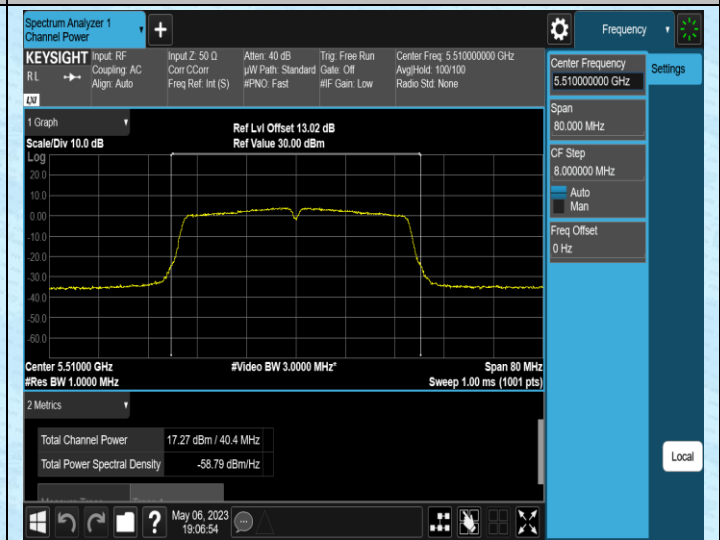 Spectrum Analyzer 1
Channel Power
+
Frequency
KEYSIGHT
RL
LXI
Input: RF
Coupling: AC
Align: Auto
Input Z: 50 Ω
Corr CCorr
Freq Ref: Int (S)
Atten: 40 dB
µW Path: Standard
#PNO: Fast
Trig: Free Run
Gate: Off
#IF Gain: Low
Center Freq: 5.510000000 GHz
Avg|Hold: 100/100
Radio Std: None
Center Frequency
5.510000000 GHz
Settings
Span
80.000 MHz
CF Step
8.000000 MHz
Auto
Man
Freq Offset
0 Hz
1 Graph
Scale/Div 10.0 dB
Ref Lvl Offset 13.02 dB
Ref Value 30.00 dBm
Log
20.0
10.0
0.00
-10.0
-20.0
-30.0
-40.0
-50.0
-60.0
Center 5.51000 GHz
#Res BW 1.0000 MHz
#Video BW 3.0000 MHz*
Span 80 MHz
Sweep 1.00 ms (1001 pts)
2 Metrics
Total Channel Power 17.27 dBm / 40.4 MHz
Total Power Spectral Density -58.79 dBm/Hz
Local
?
May 06, 2023
19:06:54